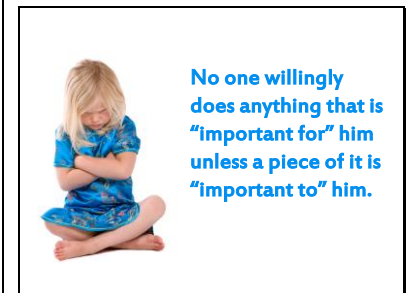 No one willingly
does anything that is
“important for” him
unless a piece of it is
“important to” him.